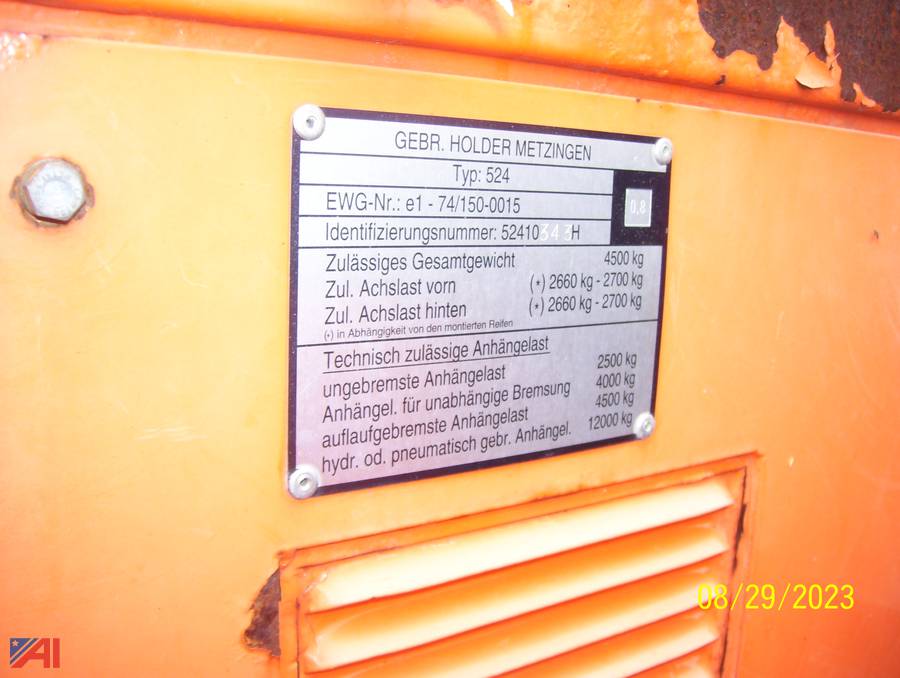 GEBR. HOLDER METZINGEN
Typ: 524
EWG-Nr.: e1 - 74/150-0015
0,8
Identifizierungsnummer: 52410343H
Zulässiges Gesamtgewicht 4500 kg
Zul. Achslast vorn (*) 2660 kg - 2700 kg
Zul. Achslast hinten (*) 2660 kg - 2700 kg
(*) in Abhängigkeit von den montierten Reifen
Technisch zulässige Anhängelast
ungebremste Anhängelast 2500 kg
Anhängel. für unabhängige Bremsung 4000 kg
auflaufgebremste Anhängelast 4500 kg
hydr. od. pneumatisch gebr. Anhängel. 12000 kg
08/29/2023
AI